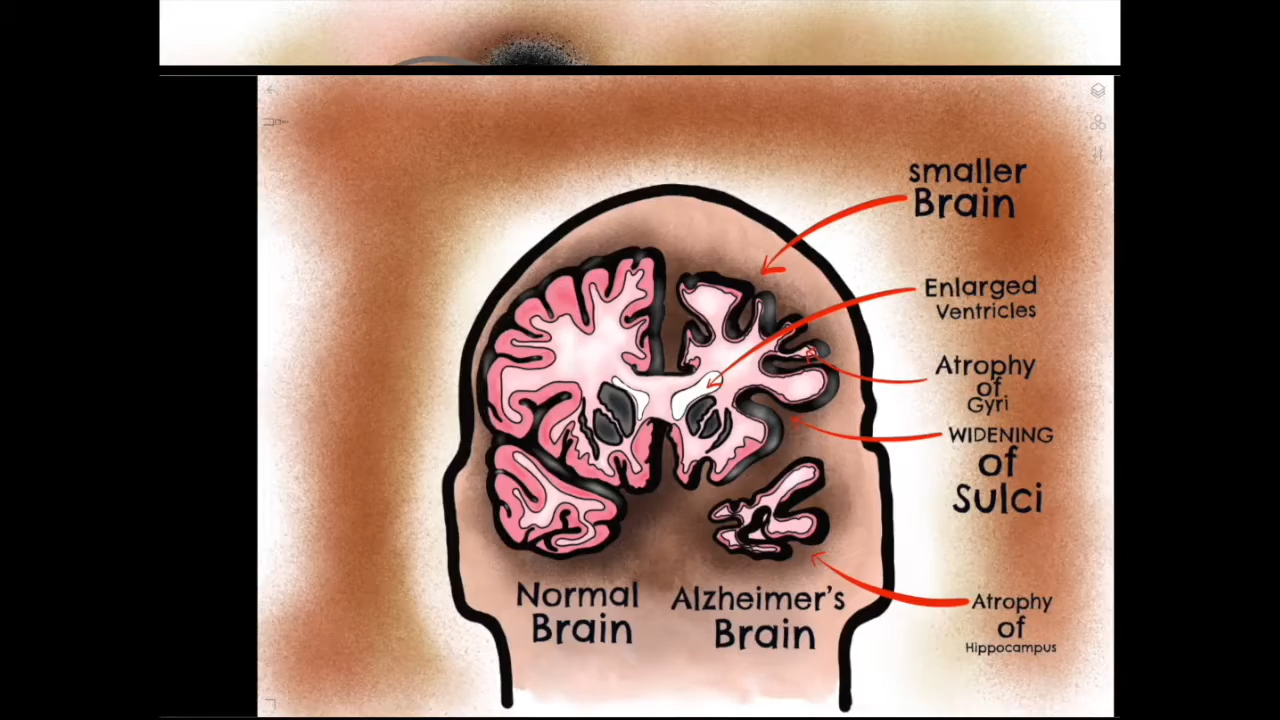 smaller
Brain
Enlarged
Ventricles
Atrophy
of
Gyri
WIDENING
of
Sulci
Atrophy
of
Hippocampus
Normal
Brain
Alzheimer's
Brain